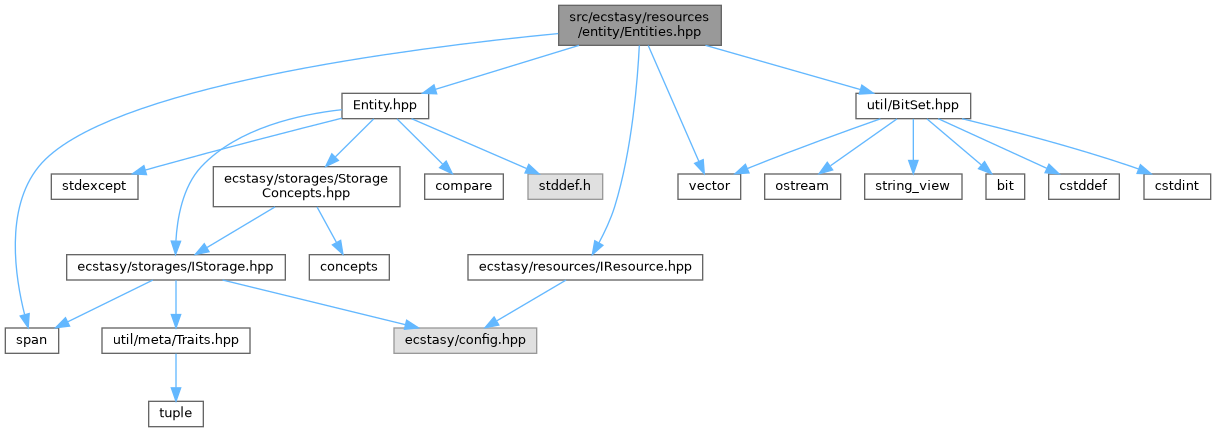 src/ecstasy/resources
/entity/Entities.hpp
Entity.hpp
util/BitSet.hpp
stdexcept
ecstasy/storages/Storage
Concepts.hpp
compare
stddef.h
vector
ostream
string_view
bit
cstddef
cstdint
ecstasy/storages/IStorage.hpp
concepts
ecstasy/resources/IResource.hpp
span
util/meta/Traits.hpp
ecstasy/config.hpp
tuple